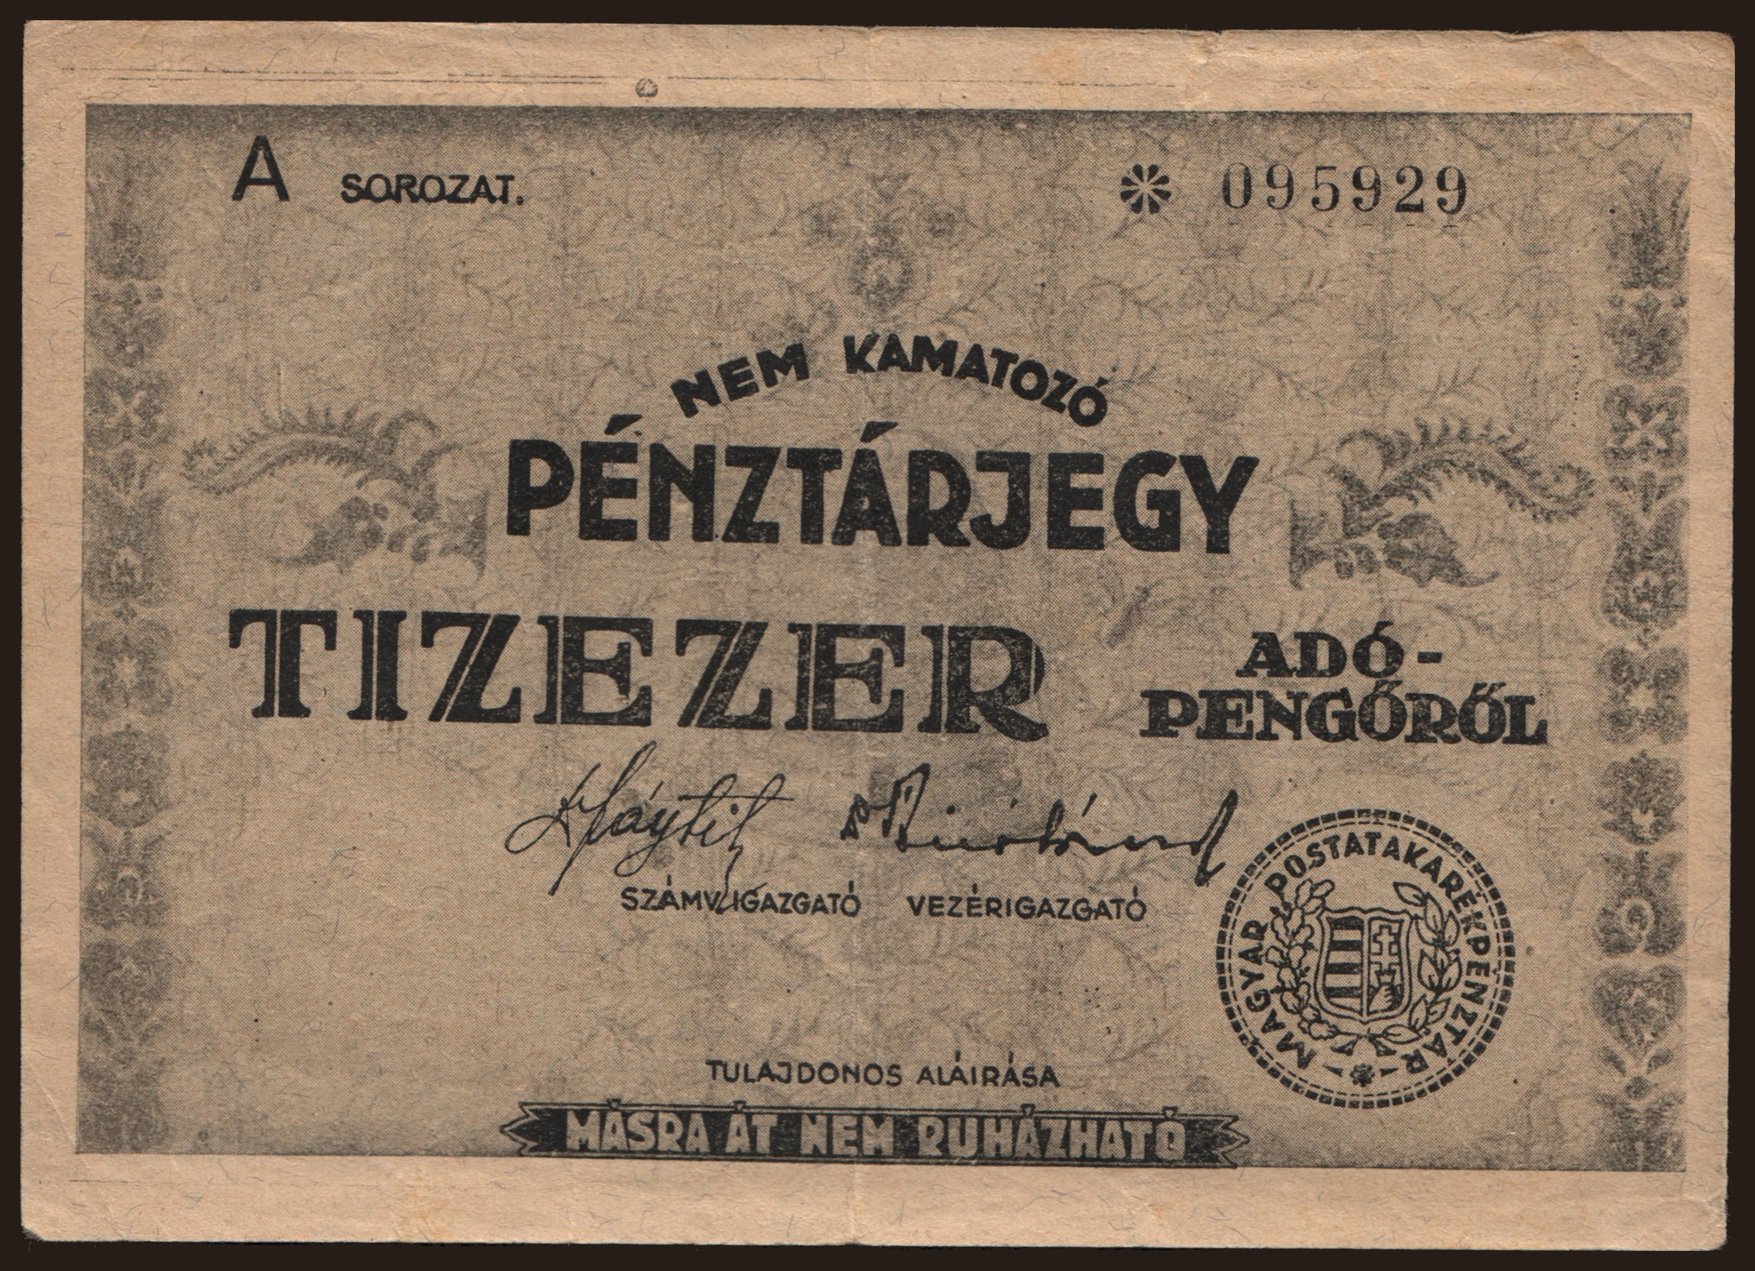 A SOROZAT. * 095929
NEM KAMATOZÓ
PÉNZTÁRJEGY
TIZEZER ADÓ-
PENGŐRŐL
SZÁMV.IGAZGATÓ VEZÉRIGAZGATÓ
MAGYAR POSTATAKARÉKPÉNZTÁR
TULAJDONOS ALÁIRÁSA
MÁSRA ÁT NEM RUHÁZHATÓ